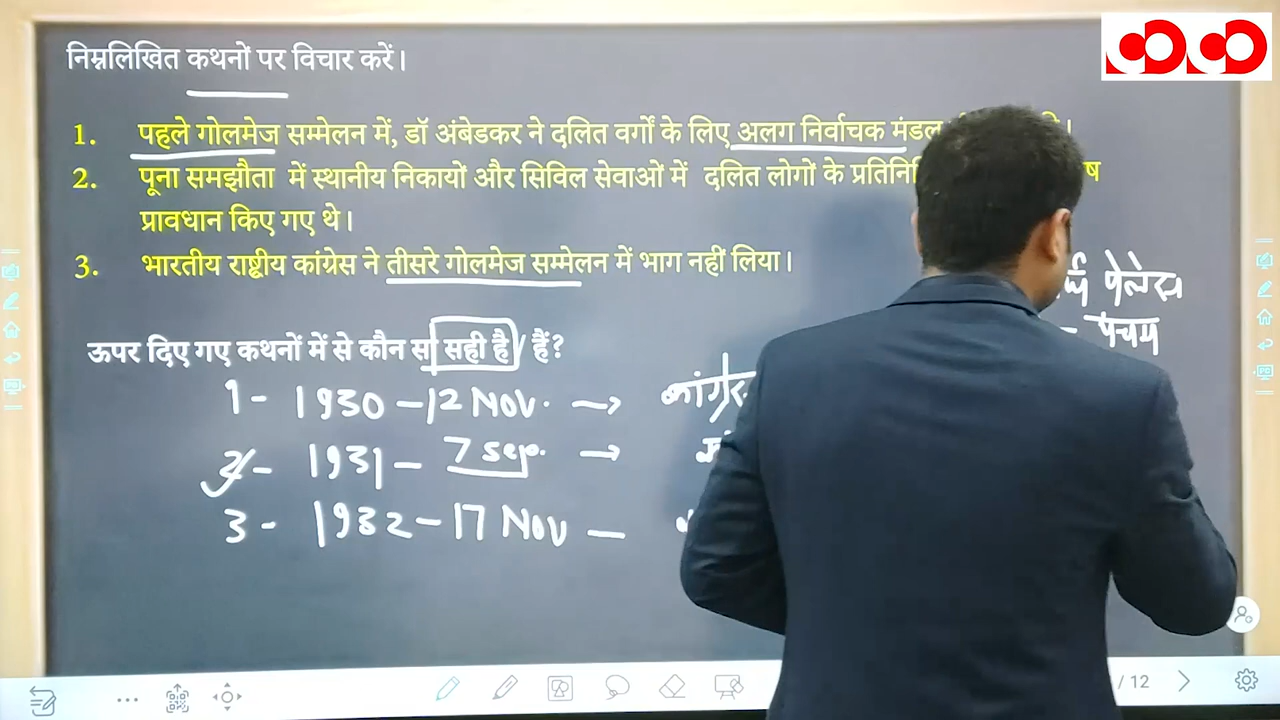 निम्नलिखित कथनों पर विचार करें।
1. पहले गोलमेज सम्मेलन में, डॉ अंबेडकर ने दलित वर्गों के लिए अलग निर्वाचक
2. पूना समझौता में स्थानीय निकायों और सिविल सेवाओं में दलित लोगों के
प्रावधान किए गए थे।
3. भारतीय राष्ट्रीय कांग्रेस ने तीसरे गोलमेज सम्मेलन में भाग नहीं लिया।
पेलेस
पंचम
ऊपर दिए गए कथनों में से कौन सा सही है / हैं?
1 - 1930 – 12 Nov. →
2 - 1931 – 7 Sep. →
3 - 1932 – 17 Nov –
/ 12